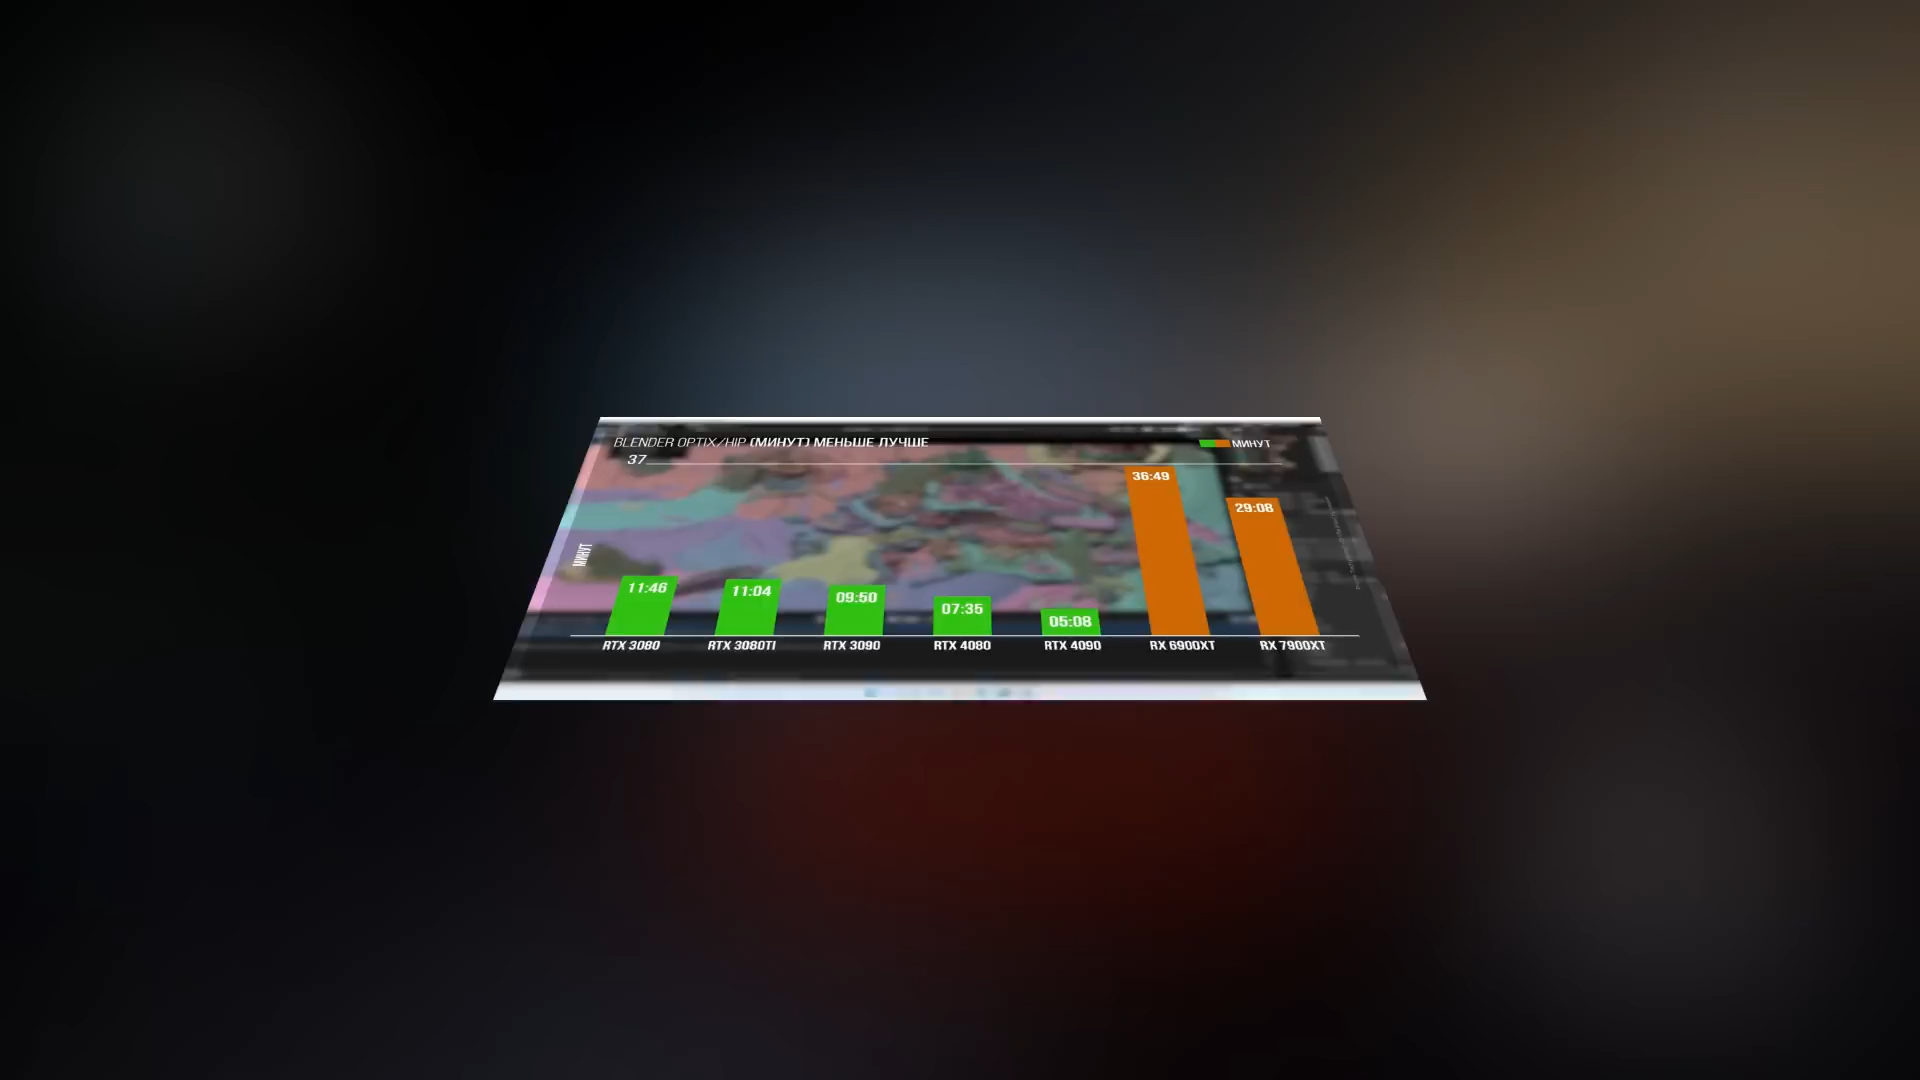 BLENDER OPTIX/HIP (МИНУТ) МЕНЬШЕ ЛУЧШЕ
МИНУТ
37
МИНУТ
36:49
29:08
11:46
11:04
09:50
07:35
05:08
RTX 3080
RTX 3080TI
RTX 3090
RTX 4080
RTX 4090
RX 6900XT
RX 7900XT